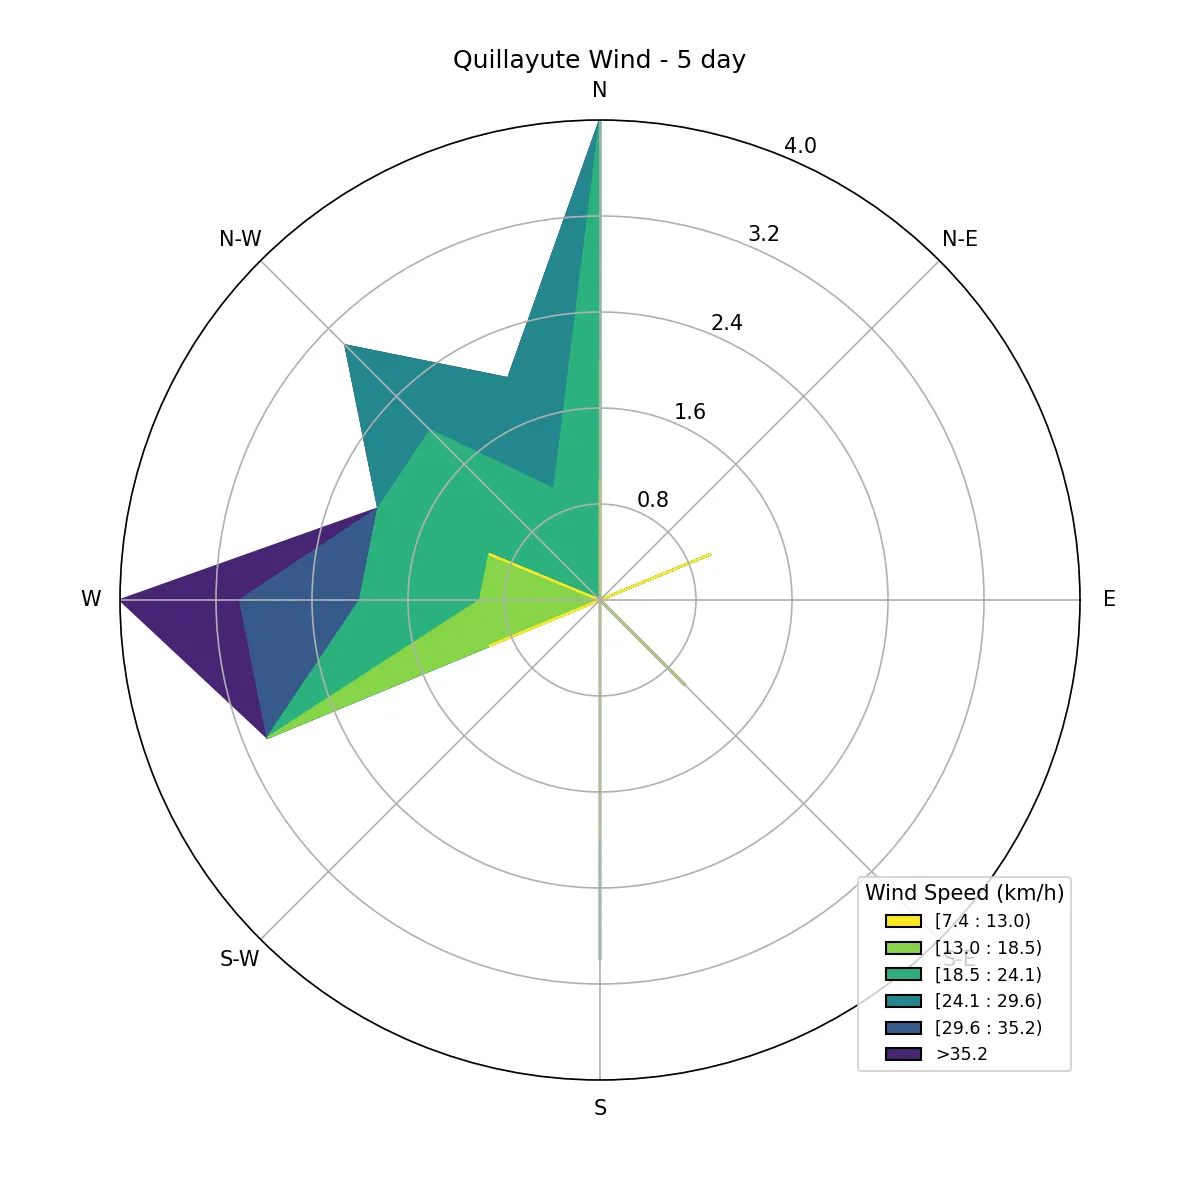 Quillayute Wind - 5 day
N
4.0
N-W
N-E
3.2
2.4
1.6
0.8
W
E
S-W
S-E
S
Wind Speed (km/h)
[7.4 : 13.0)
[13.0 : 18.5)
[18.5 : 24.1)
[24.1 : 29.6)
[29.6 : 35.2)
>35.2